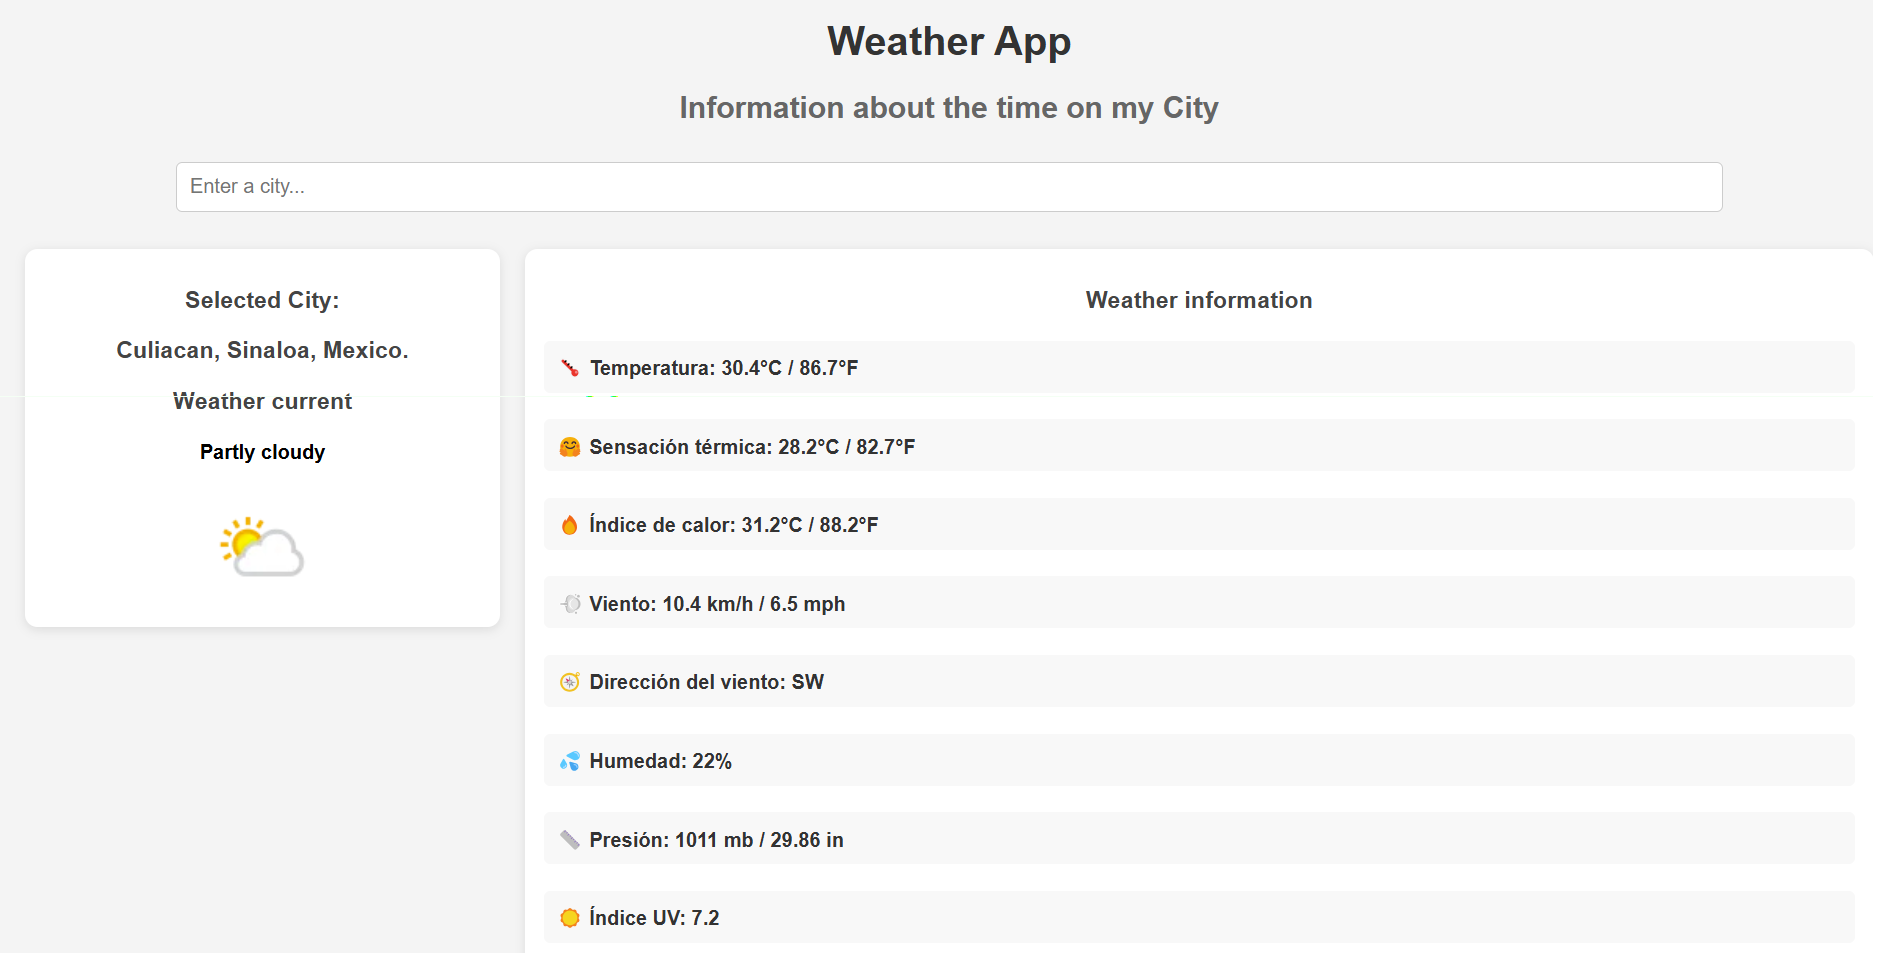 Weather App
Information about the time on my City
Enter a city...
Selected City:
Culiacan, Sinaloa, Mexico.
Weather current
Partly cloudy
Weather information
Temperatura: 30.4°C / 86.7°F
Sensación térmica: 28.2°C / 82.7°F
Índice de calor: 31.2°C / 88.2°F
Viento: 10.4 km/h / 6.5 mph
Dirección del viento: SW
Humedad: 22%
Presión: 1011 mb / 29.86 in
Índice UV: 7.2